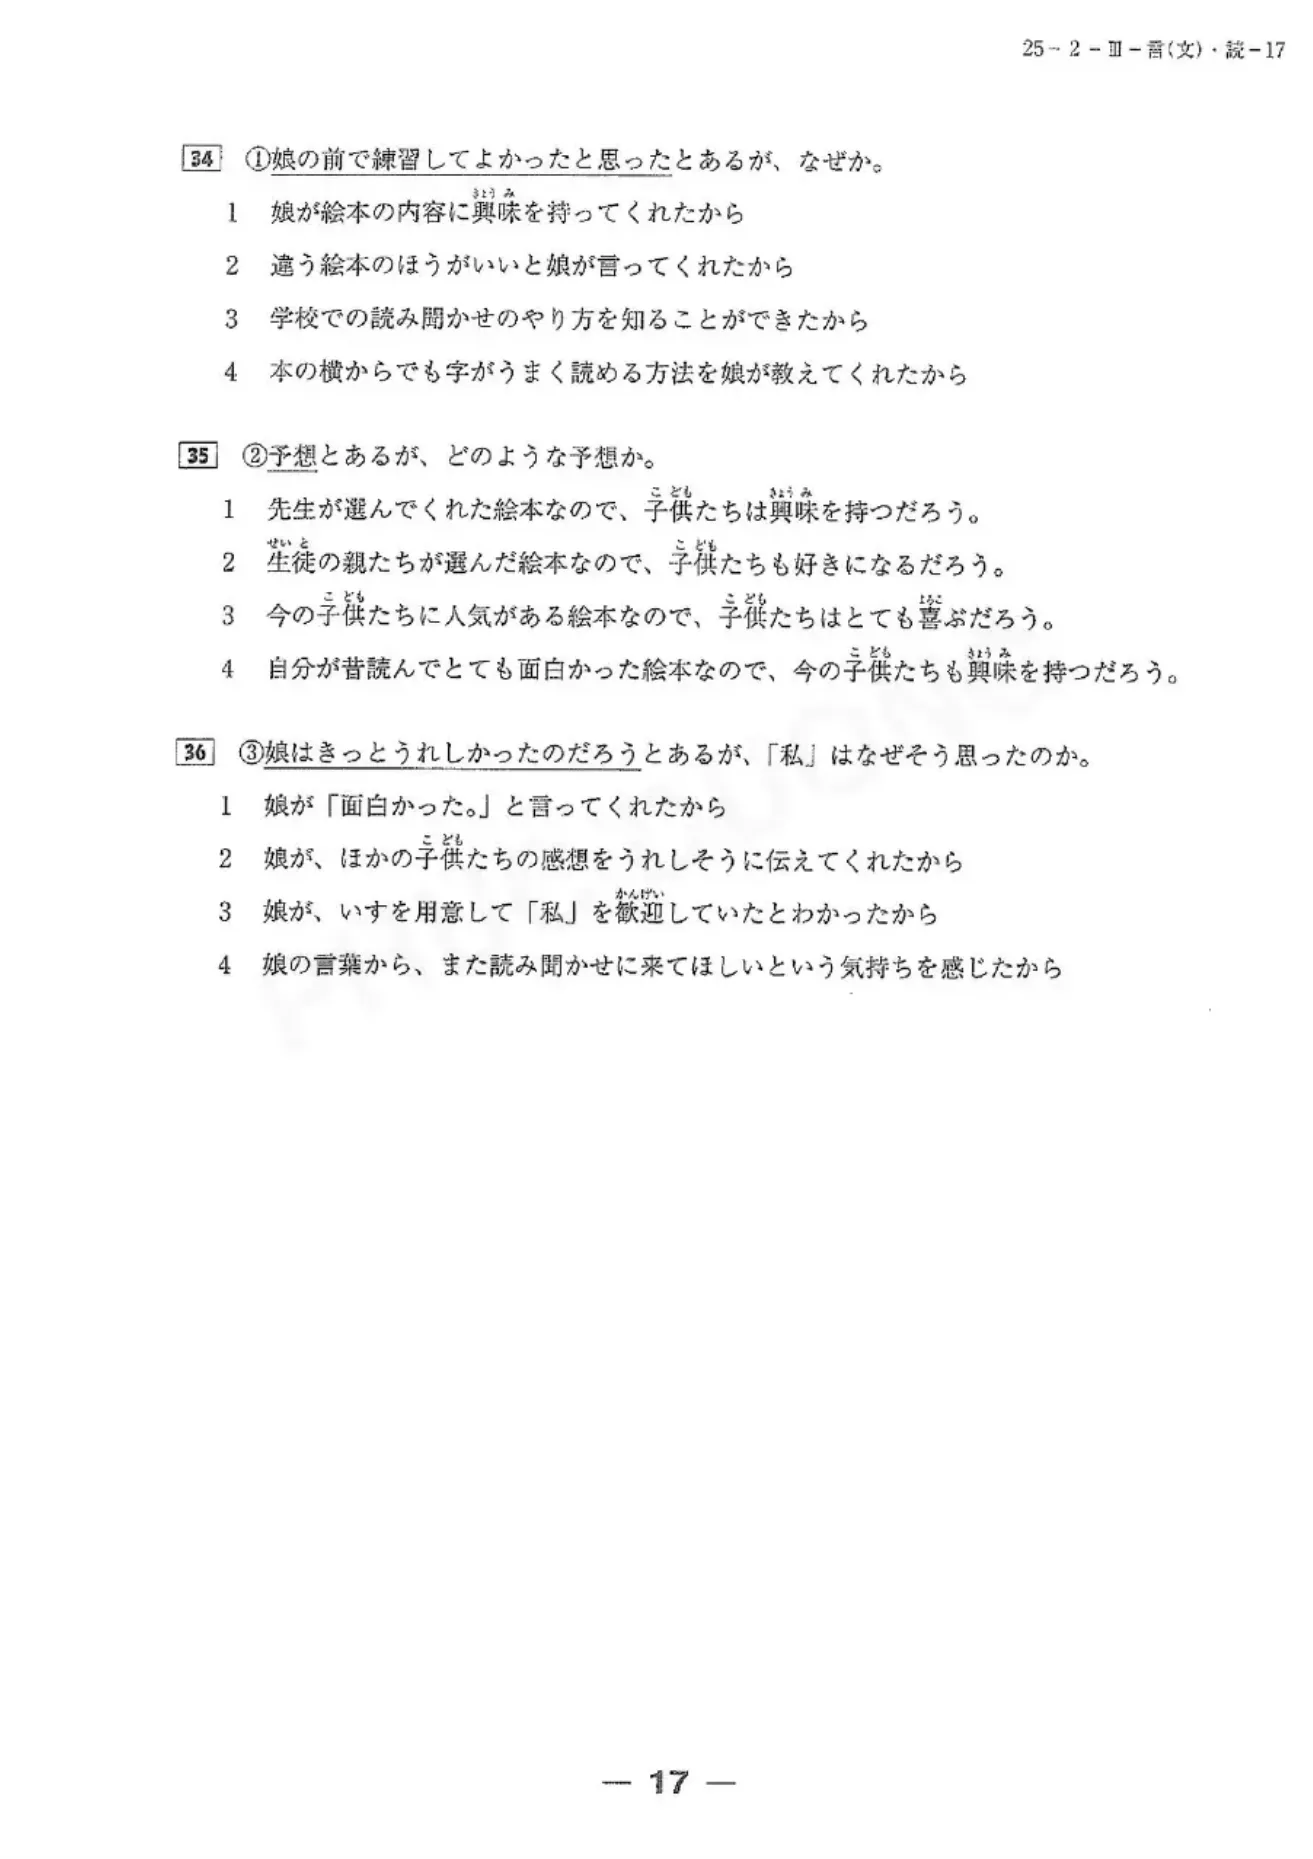 25-2-Ⅲ-言(文)・読-17
34 ①娘の前で練習してよかったと思ったとあるが、なぜか。
1 娘が絵本の内容に興味を持ってくれたから
2 違う絵本のほうがいいと娘が言ってくれたから
3 学校での読み聞かせのやり方を知ることができたから
4 本の横からでも字がうまく読める方法を娘が教えてくれたから
35 ②予想とあるが、どのような予想か。
1 先生が選んでくれた絵本なので、子供たちは興味を持つだろう。
2 生徒の親たちが選んだ絵本なので、子供たちも好きになるだろう。
3 今の子供たちに人気がある絵本なので、子供たちはとても喜ぶだろう。
4 自分が昔読んでとても面白かった絵本なので、今の子供たちも興味を持つだろう。
36 ③娘はきっとうれしかったのだろうとあるが、「私」はなぜそう思ったのか。
1 娘が「面白かった。」と言ってくれたから
2 娘が、ほかの子供たちの感想をうれしそうに伝えてくれたから
3 娘が、いすを用意して「私」を歓迎していたとわかったから
4 娘の言葉から、また読み聞かせに来てほしいという気持ちを感じたから
— 17 —